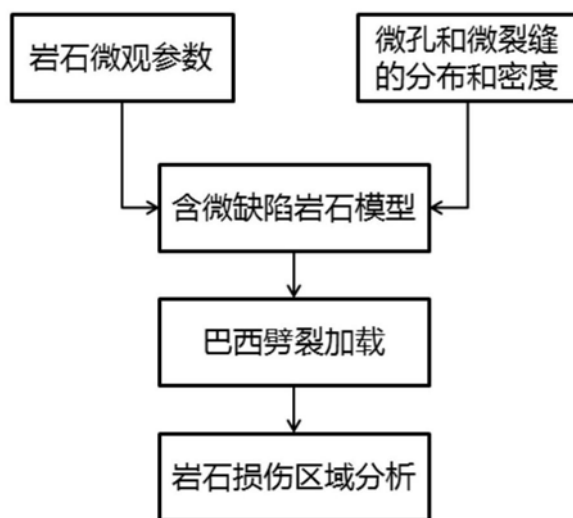 岩石微观参数
微孔和微裂缝
的分布和密度
含微缺陷岩石模型
巴西劈裂加载
岩石损伤区域分析